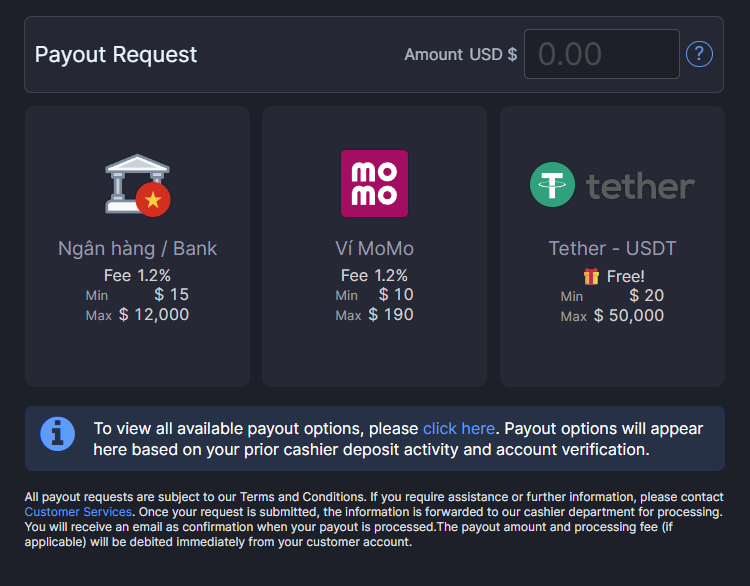 Payout Request
Amount USD $
0.00
?
mo
mo
T tether
Ngân hàng / Bank
Fee 1.2%
Min $ 15
Max $ 12,000
Ví MoMo
Fee 1.2%
Min $ 10
Max $ 190
Tether - USDT
Free!
Min $ 20
Max $ 50,000
To view all available payout options, please click here. Payout options will appear
here based on your prior cashier deposit activity and account verification.
All payout requests are subject to our Terms and Conditions. If you require assistance or further information, please contact
Customer Services. Once your request is submitted, the information is forwarded to our cashier department for processing.
You will receive an email as confirmation when your payout is processed.The payout amount and processing fee (if
applicable) will be debited immediately from your customer account.